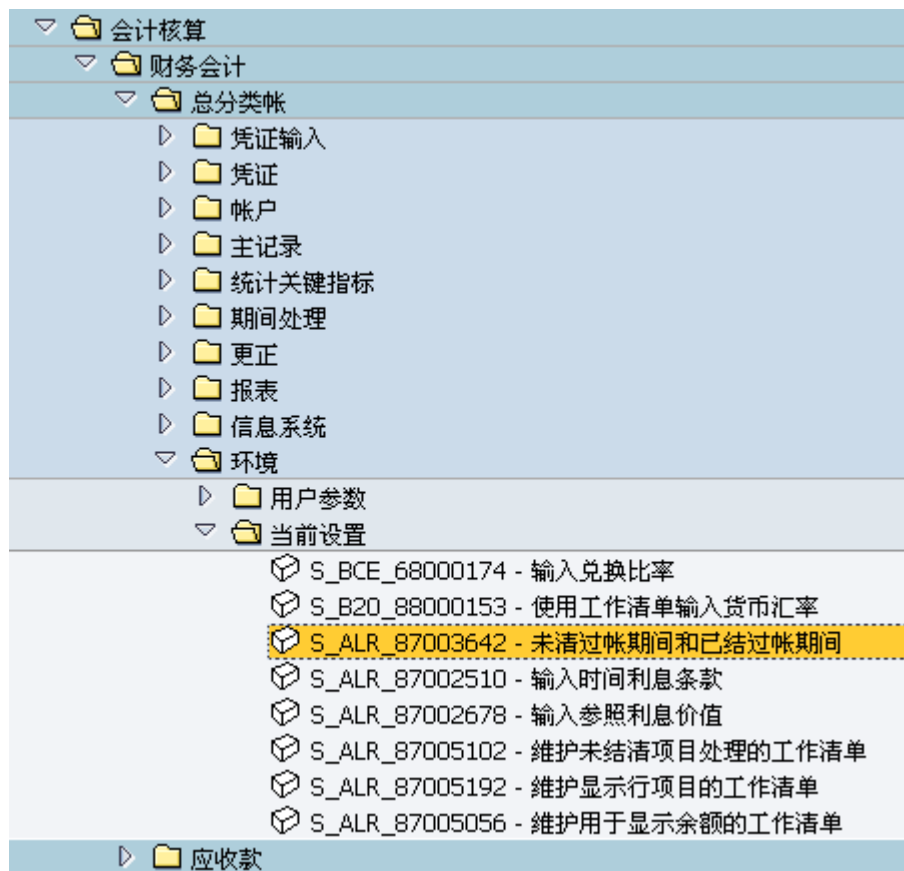 会计核算
财务会计
总分类帐
凭证输入
凭证
帐户
主记录
统计关键指标
期间处理
更正
报表
信息系统
环境
用户参数
当前设置
S_BCE_68000174 - 输入兑换比率
S_B20_88000153 - 使用工作清单输入货币汇率
S_ALR_87003642 - 未清过帐期间和已结过帐期间
S_ALR_87002510 - 输入时间利息条款
S_ALR_87002678 - 输入参照利息价值
S_ALR_87005102 - 维护未结清项目处理的工作清单
S_ALR_87005192 - 维护显示行项目的工作清单
S_ALR_87005056 - 维护用于显示余额的工作清单
应收款